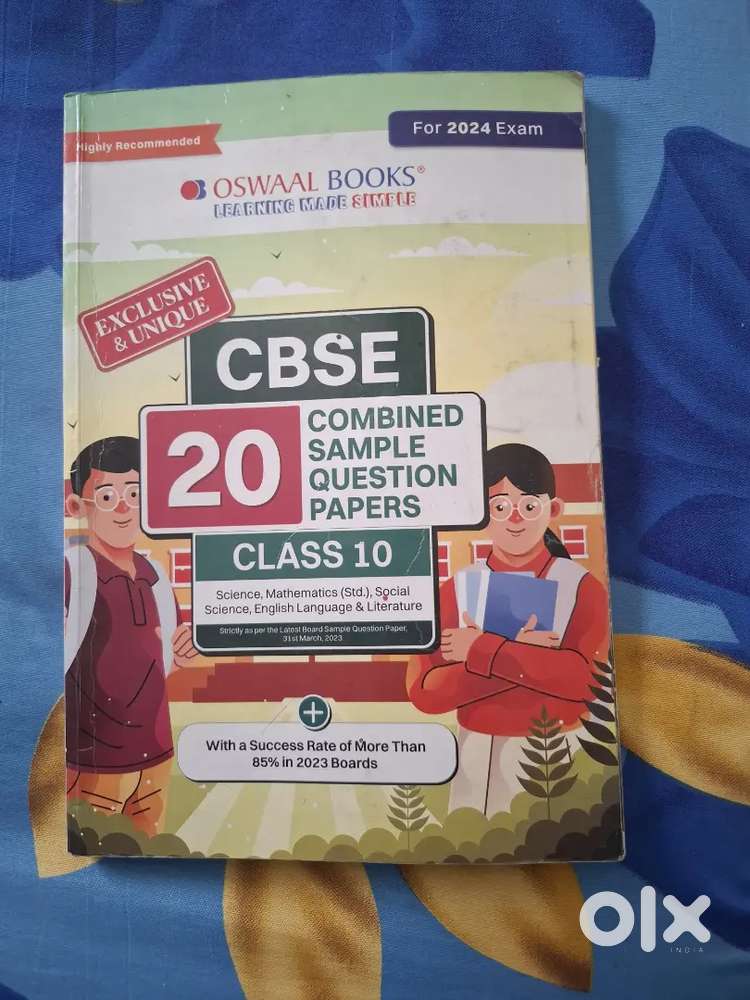 Highly Recommended
For 2024 Exam
OSWAAL BOOKS®
LEARNING MADE SIMPLE
EXCLUSIVE
& UNIQUE
CBSE
20
COMBINED
SAMPLE
QUESTION
PAPERS
CLASS 10
Science, Mathematics (Std.), Social
Science, English Language & Literature
Strictly as per the Latest Board Sample Question Paper,
31st March, 2023
+
With a Success Rate of More Than
85% in 2023 Boards
olx
INDIA